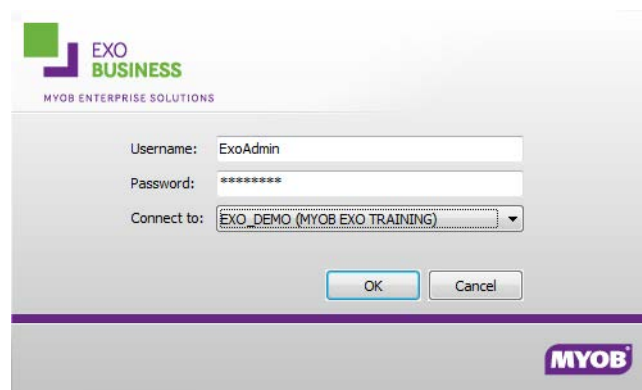 EXO
BUSINESS
MYOB ENTERPRISE SOLUTIONS
Username: ExoAdmin
Password: ********
Connect to: EXO_DEMO (MYOB EXO TRAINING)
OK Cancel
MYOB